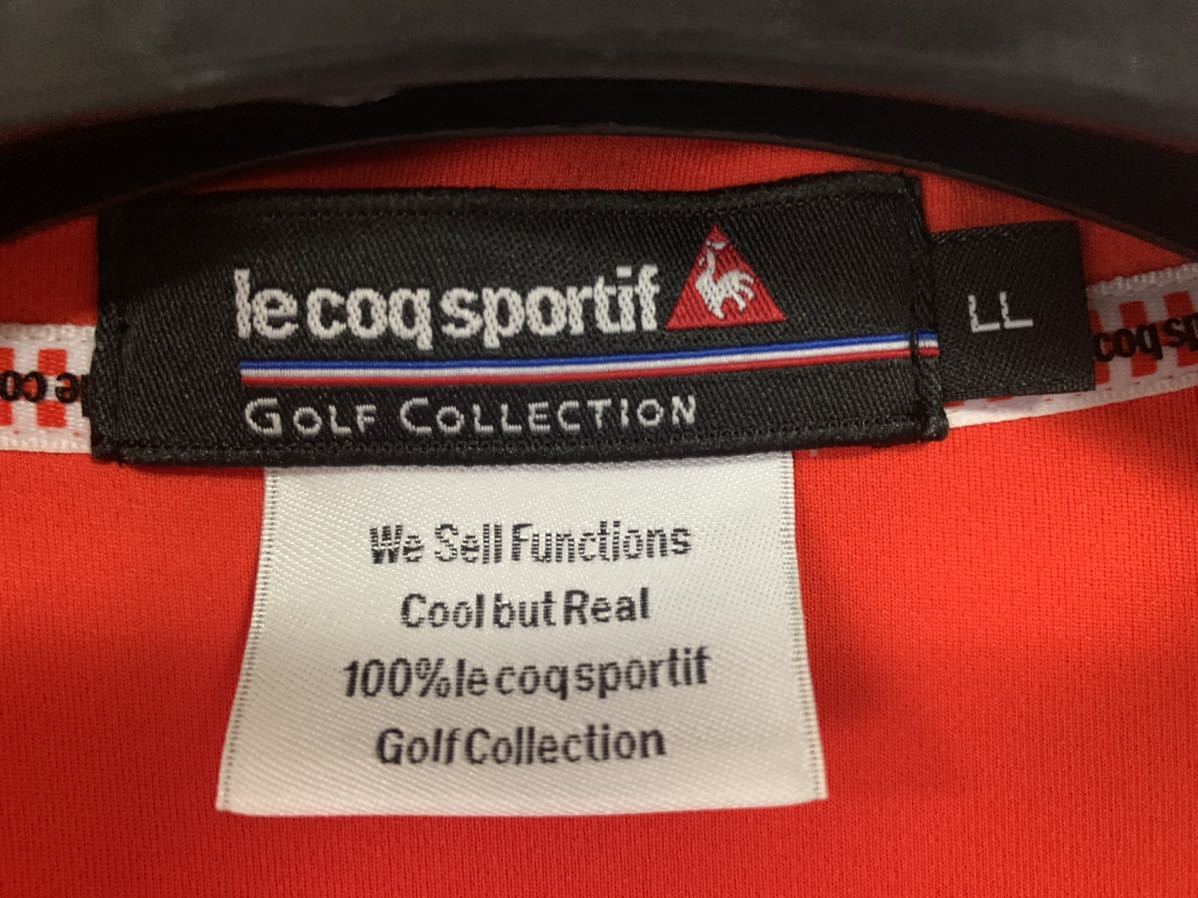 le coq sportif
LL
GOLF COLLECTION
We Sell Functions
Cool but Real
100% le coq sportif
Golf Collection